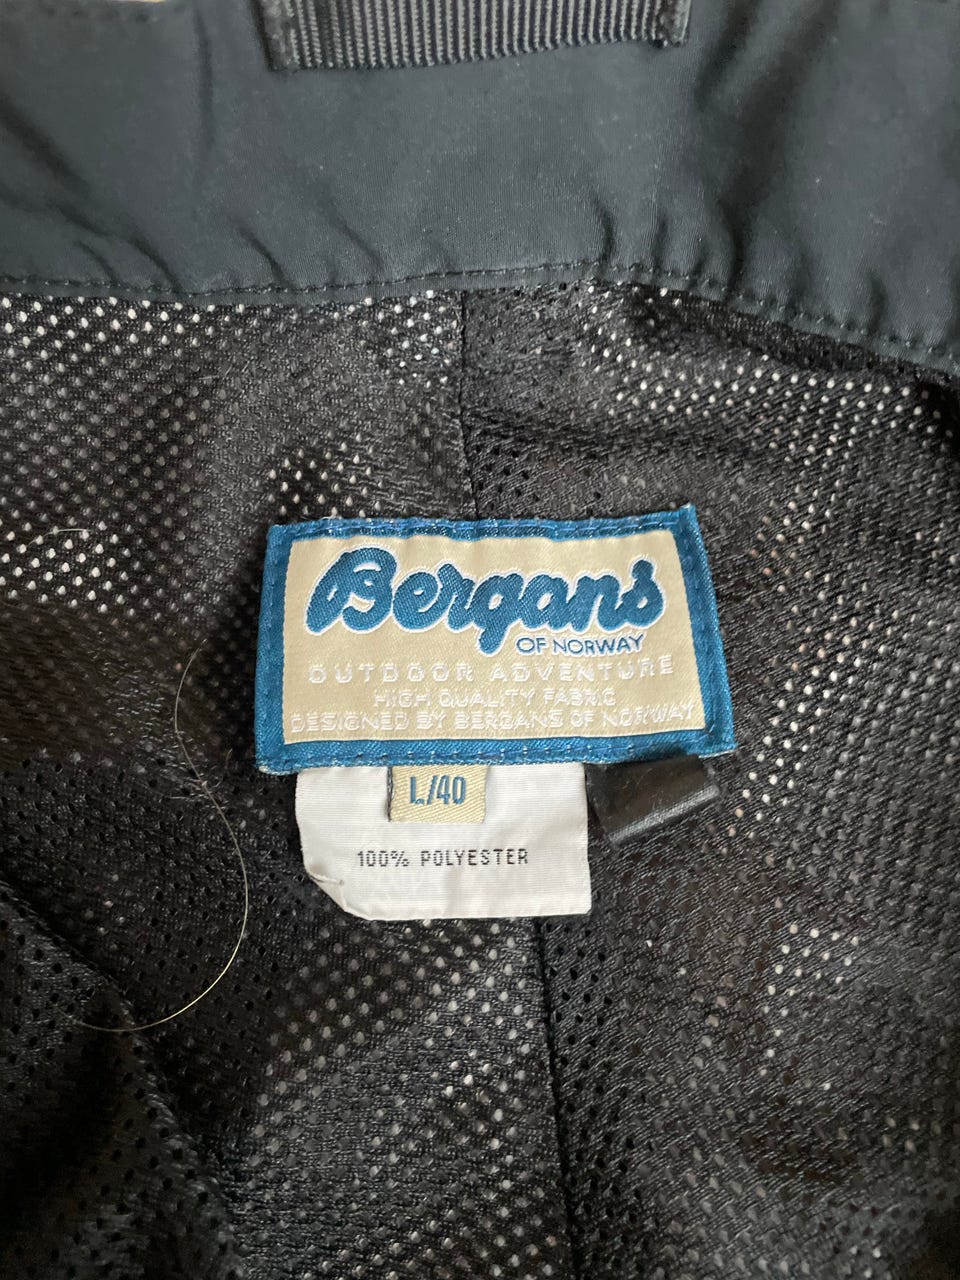 Bergans
OF NORWAY
OUTDOOR ADVENTURE
HIGH QUALITY FABRIC
DESIGNED BY BERGANS OF NORWAY
L/40
100% POLYESTER